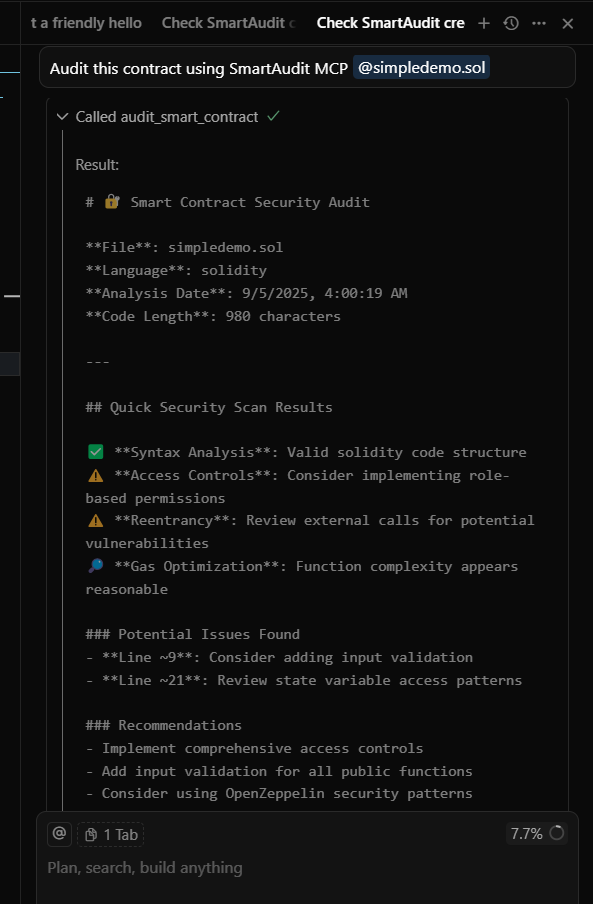 t a friendly hello Check SmartAudit c Check SmartAudit cre
Audit this contract using SmartAudit MCP @simpledemo.sol
Called audit_smart_contract
Result:
# 🔐 Smart Contract Security Audit
**File**: simpledemo.sol
**Language**: solidity
**Analysis Date**: 9/5/2025, 4:00:19 AM
**Code Length**: 980 characters
---
## Quick Security Scan Results
✅ **Syntax Analysis**: Valid solidity code structure
⚠️ **Access Controls**: Consider implementing role-
based permissions
⚠️ **Reentrancy**: Review external calls for potential
vulnerabilities
🔎 **Gas Optimization**: Function complexity appears
reasonable
### Potential Issues Found
- **Line ~9**: Consider adding input validation
- **Line ~21**: Review state variable access patterns
### Recommendations
- Implement comprehensive access controls
- Add input validation for all public functions
- Consider using OpenZeppelin security patterns
@ 1 Tab 7.7%
Plan, search, build anything